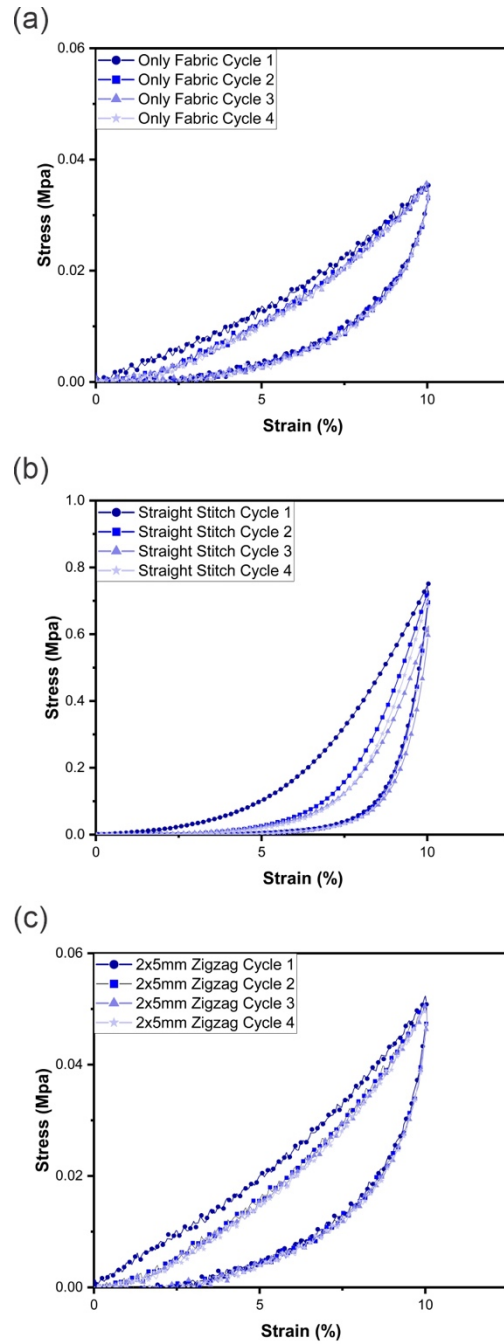 (a)
0.06
Only Fabric Cycle 1
Only Fabric Cycle 2
Only Fabric Cycle 3
Only Fabric Cycle 4
0.04
Stress (Mpa)
0.02
0.00
0
5
10
Strain (%)
(b)
1.0
Straight Stitch Cycle 1
Straight Stitch Cycle 2
Straight Stitch Cycle 3
Straight Stitch Cycle 4
0.8
0.6
Stress (Mpa)
0.4
0.2
0.0
0
5
10
Strain (%)
(c)
0.06
2x5mm Zigzag Cycle 1
2x5mm Zigzag Cycle 2
2x5mm Zigzag Cycle 3
2x5mm Zigzag Cycle 4
0.04
Stress (Mpa)
0.02
0.00
0
5
10
Strain (%)